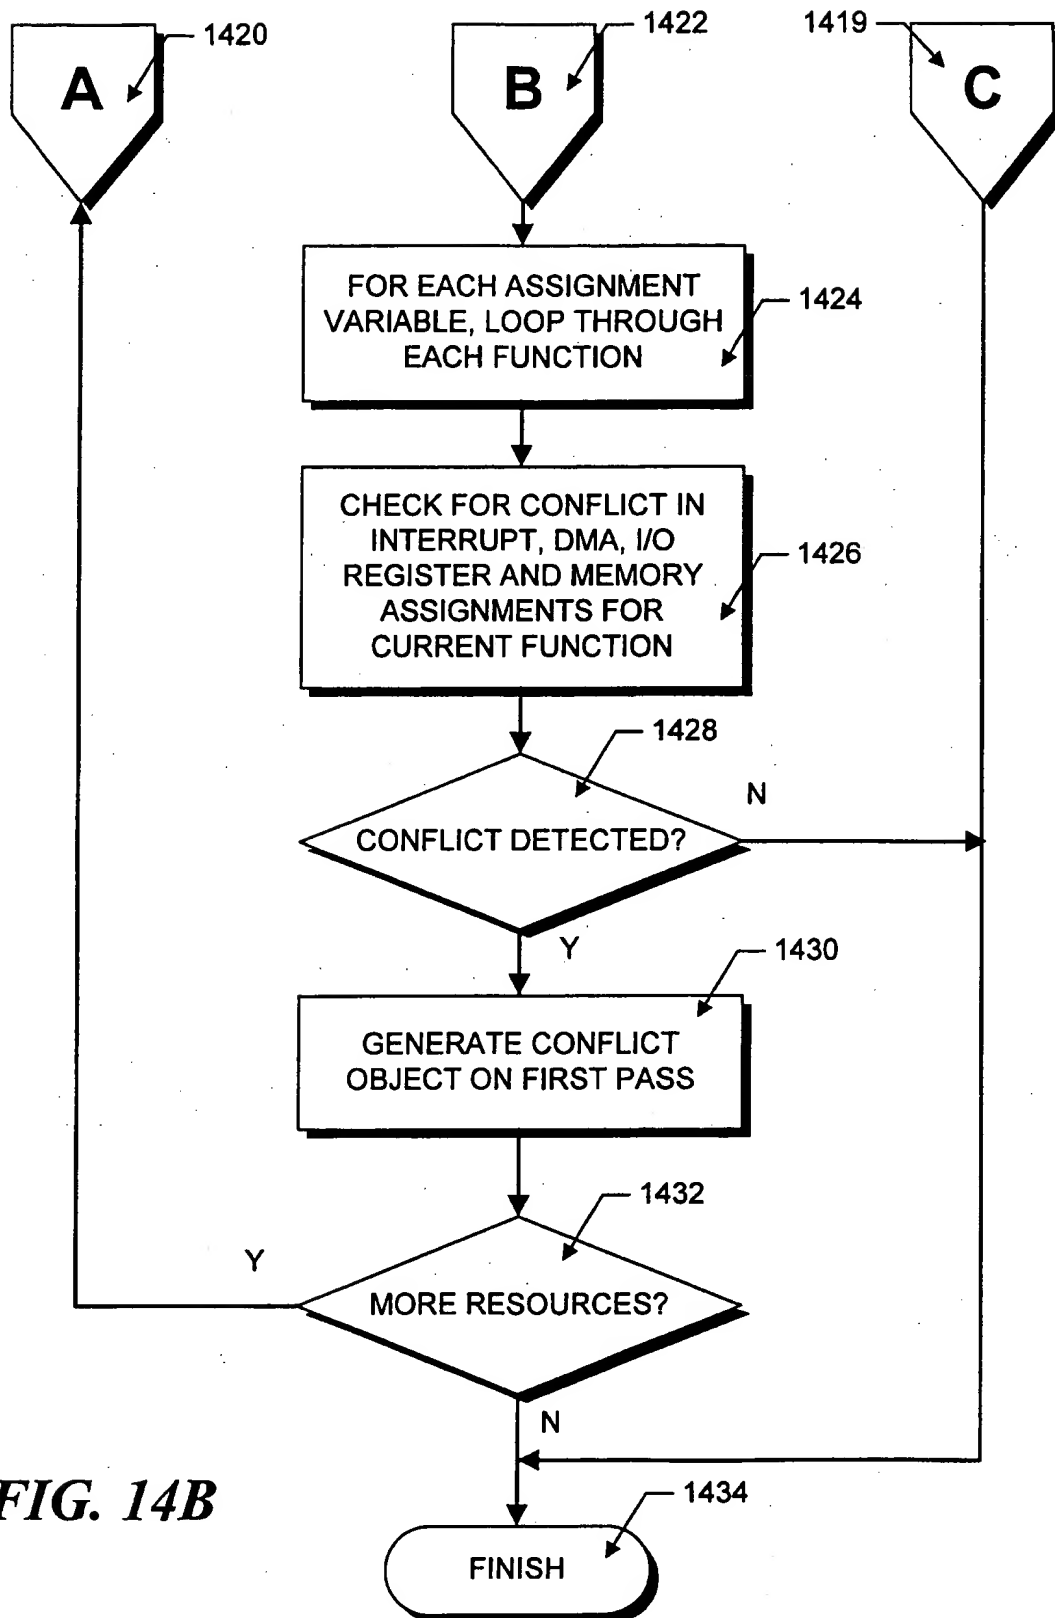 A
1420
B
1422
1419
C
FOR EACH ASSIGNMENT
VARIABLE, LOOP THROUGH
EACH FUNCTION
1424
CHECK FOR CONFLICT IN
INTERRUPT, DMA, I/O
REGISTER AND MEMORY
ASSIGNMENTS FOR
CURRENT FUNCTION
1426
1428
CONFLICT DETECTED?
N
Y
1430
GENERATE CONFLICT
OBJECT ON FIRST PASS
1432
Y
MORE RESOURCES?
N
FIG. 14B
1434
FINISH